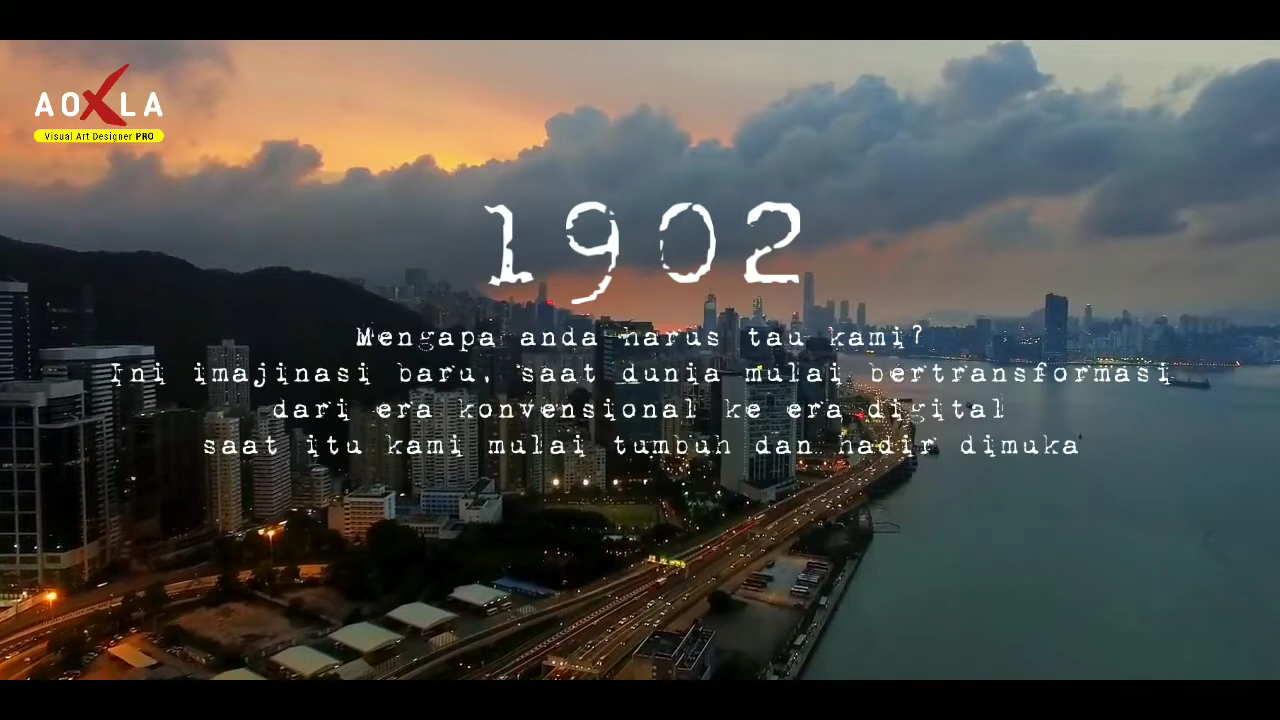 AOXLA
Visual Art Designer PRO
1902
Mengapa anda harus tau kami?
Ini imajinasi baru, saat dunia mulai bertransformasi
dari era konvensional ke era digital
saat itu kami mulai tumbuh dan hadir dimuka